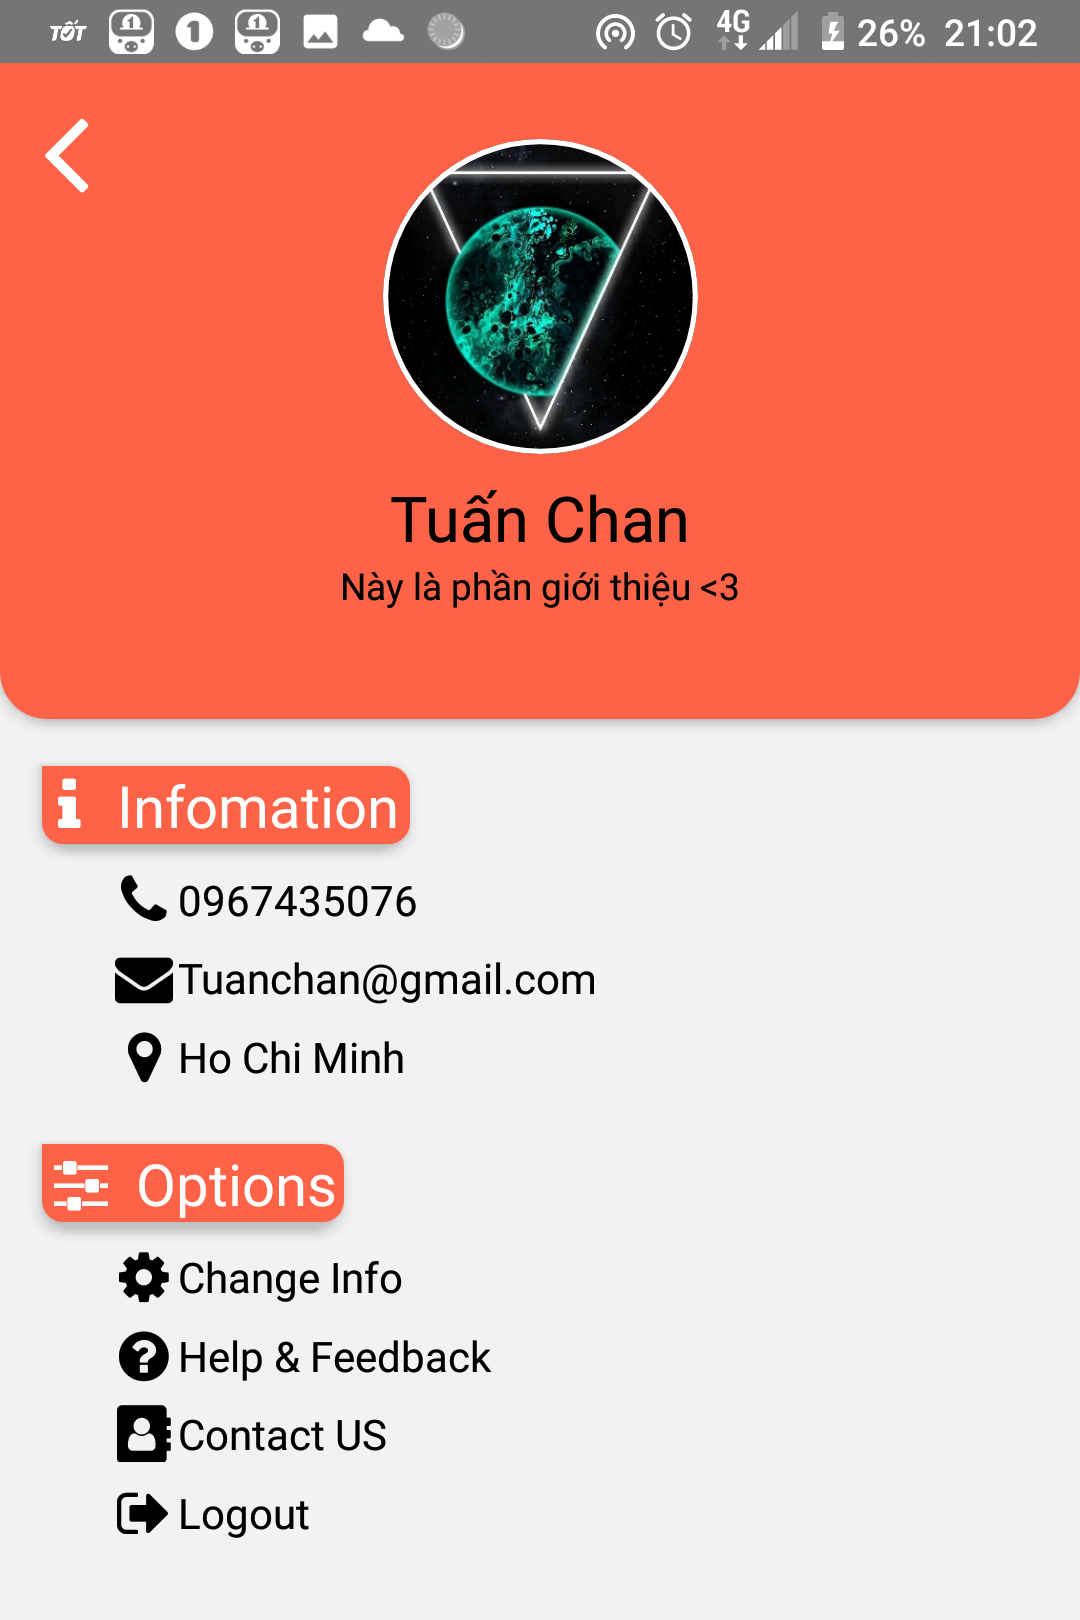 TỐT 4G 26% 21:02
Tuấn Chan
Này là phần giới thiệu <3
Infomation
0967435076
Tuanchan@gmail.com
Ho Chi Minh
Options
Change Info
Help & Feedback
Contact US
Logout